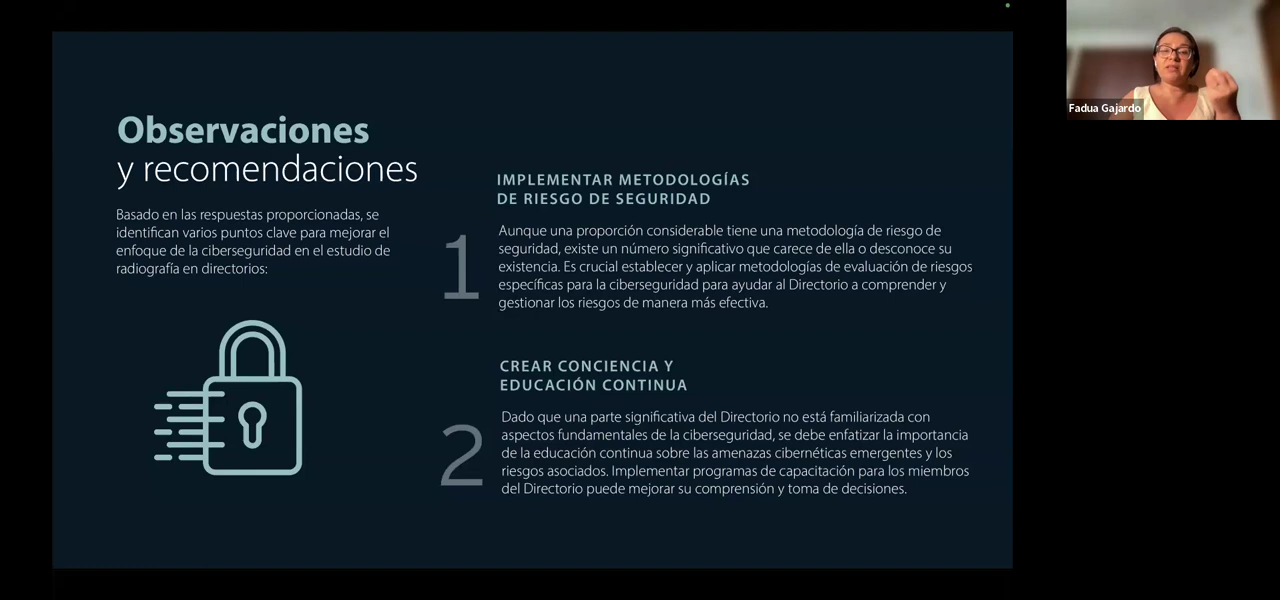 Observaciones
y recomendaciones
Basado en las respuestas proporcionadas, se
identifican varios puntos clave para mejorar el
enfoque de la ciberseguridad en el estudio de
radiografía en directorios:
1
IMPLEMENTAR METODOLOGÍAS
DE RIESGO DE SEGURIDAD
Aunque una proporción considerable tiene una metodología de riesgo de
seguridad, existe un número significativo que carece de ella o desconoce su
existencia. Es crucial establecer y aplicar metodologías de evaluación de riesgos
específicas para la ciberseguridad para ayudar al Directorio a comprender y
gestionar los riesgos de manera más efectiva.
2
CREAR CONCIENCIA Y
EDUCACIÓN CONTINUA
Dado que una parte significativa del Directorio no está familiarizada con
aspectos fundamentales de la ciberseguridad, se debe enfatizar la importancia
de la educación continua sobre las amenazas cibernéticas emergentes y los
riesgos asociados. Implementar programas de capacitación para los miembros
del Directorio puede mejorar su comprensión y toma de decisiones.
Fadua Gajardo